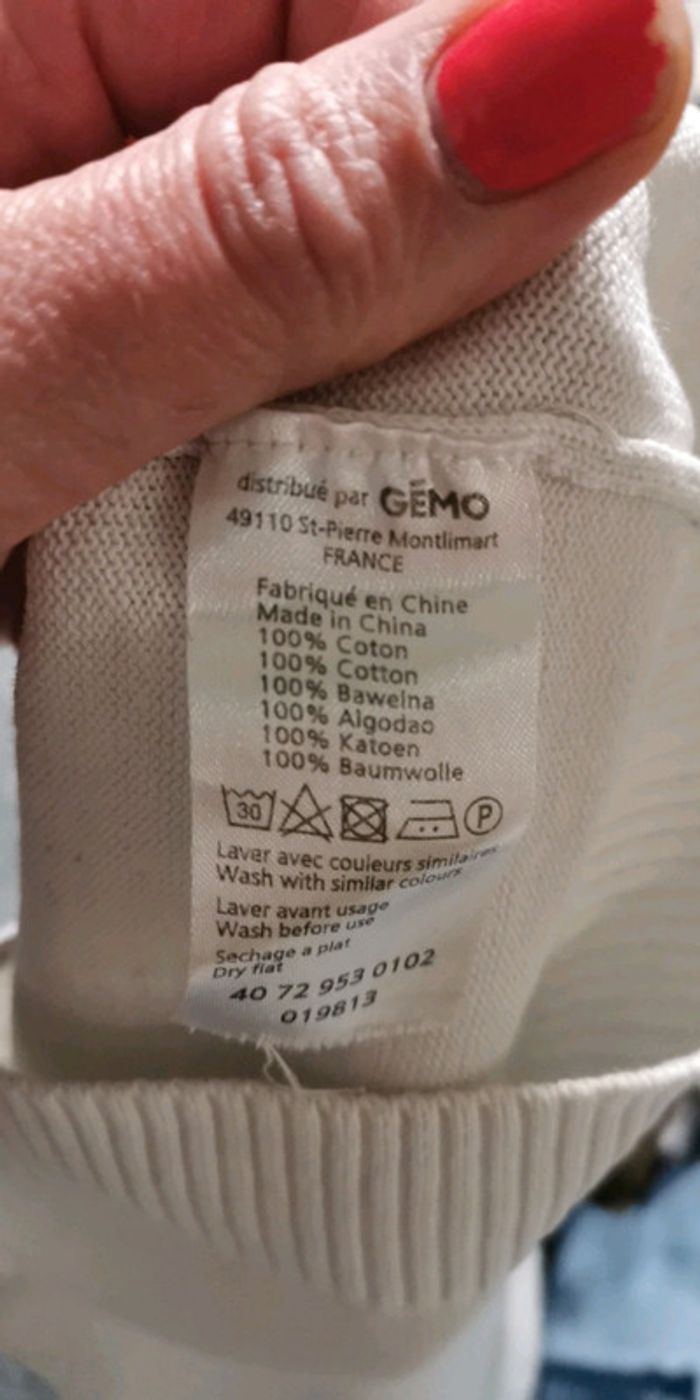 distribué par GÉMO
49110 St-Pierre Montlimart
FRANCE
Fabriqué en Chine
Made in China
100% Coton
100% Cotton
100% Bawelna
100% Algodao
100% Katoen
100% Baumwolle
30 P
Laver avec couleurs similaires
Wash with similar colours
Laver avant usage
Wash before use
Sechage a plat
Dry flat
40 72 953 0102
019813